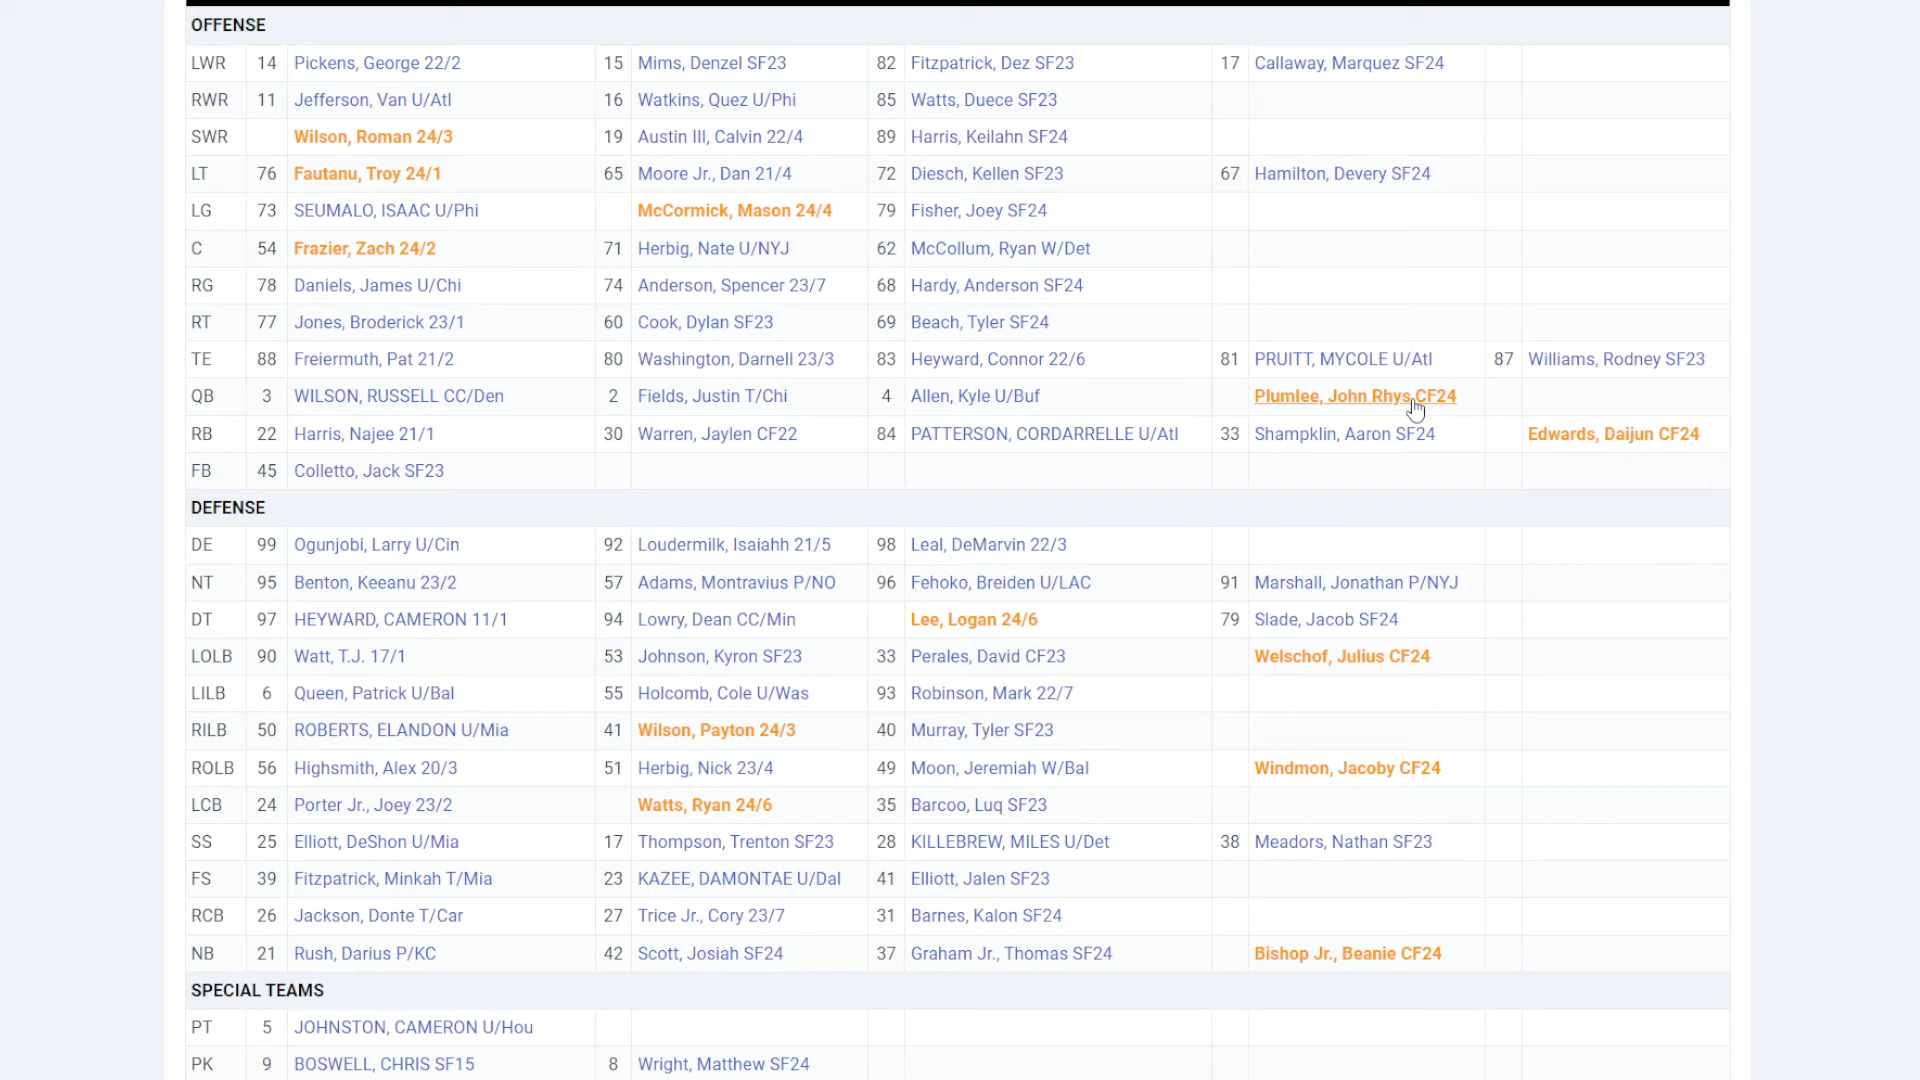 OFFENSE
LWR 14 Pickens, George 22/2 15 Mims, Denzel SF23 82 Fitzpatrick, Dez SF23 17 Callaway, Marquez SF24
RWR 11 Jefferson, Van U/Atl 16 Watkins, Quez U/Phi 85 Watts, Duece SF23
SWR Wilson, Roman 24/3 19 Austin III, Calvin 22/4 89 Harris, Keilahn SF24
LT 76 Fautanu, Troy 24/1 65 Moore Jr., Dan 21/4 72 Diesch, Kellen SF23 67 Hamilton, Devery SF24
LG 73 SEUMALO, ISAAC U/Phi McCormick, Mason 24/4 79 Fisher, Joey SF24
C 54 Frazier, Zach 24/2 71 Herbig, Nate U/NYJ 62 McCollum, Ryan W/Det
RG 78 Daniels, James U/Chi 74 Anderson, Spencer 23/7 68 Hardy, Anderson SF24
RT 77 Jones, Broderick 23/1 60 Cook, Dylan SF23 69 Beach, Tyler SF24
TE 88 Freiermuth, Pat 21/2 80 Washington, Darnell 23/3 83 Heyward, Connor 22/6 81 PRUITT, MYCOLE U/Atl 87 Williams, Rodney SF23
QB 3 WILSON, RUSSELL CC/Den 2 Fields, Justin T/Chi 4 Allen, Kyle U/Buf Plumlee, John Rhys CF24
RB 22 Harris, Najee 21/1 30 Warren, Jaylen CF22 84 PATTERSON, CORDARRELLE U/Atl 33 Shampklin, Aaron SF24 Edwards, Daijun CF24
FB 45 Colletto, Jack SF23
DEFENSE
DE 99 Ogunjobi, Larry U/Cin 92 Loudermilk, Isaiahh 21/5 98 Leal, DeMarvin 22/3
NT 95 Benton, Keeanu 23/2 57 Adams, Montravius P/NO 96 Fehoko, Breiden U/LAC 91 Marshall, Jonathan P/NYJ
DT 97 HEYWARD, CAMERON 11/1 94 Lowry, Dean CC/Min Lee, Logan 24/6 79 Slade, Jacob SF24
LOLB 90 Watt, T.J. 17/1 53 Johnson, Kyron SF23 33 Perales, David CF23 Welschof, Julius CF24
LILB 6 Queen, Patrick U/Bal 55 Holcomb, Cole U/Was 93 Robinson, Mark 22/7
RILB 50 ROBERTS, ELANDON U/Mia 41 Wilson, Payton 24/3 40 Murray, Tyler SF23
ROLB 56 Highsmith, Alex 20/3 51 Herbig, Nick 23/4 49 Moon, Jeremiah W/Bal Windmon, Jacoby CF24
LCB 24 Porter Jr., Joey 23/2 Watts, Ryan 24/6 35 Barcoo, Luq SF23
SS 25 Elliott, DeShon U/Mia 17 Thompson, Trenton SF23 28 KILLEBREW, MILES U/Det 38 Meadors, Nathan SF23
FS 39 Fitzpatrick, Minkah T/Mia 23 KAZEE, DAMONTAE U/Dal 41 Elliott, Jalen SF23
RCB 26 Jackson, Donte T/Car 27 Trice Jr., Cory 23/7 31 Barnes, Kalon SF24
NB 21 Rush, Darius P/KC 42 Scott, Josiah SF24 37 Graham Jr., Thomas SF24 Bishop Jr., Beanie CF24
SPECIAL TEAMS
PT 5 JOHNSTON, CAMERON U/Hou
PK 9 BOSWELL, CHRIS SF15 8 Wright, Matthew SF24